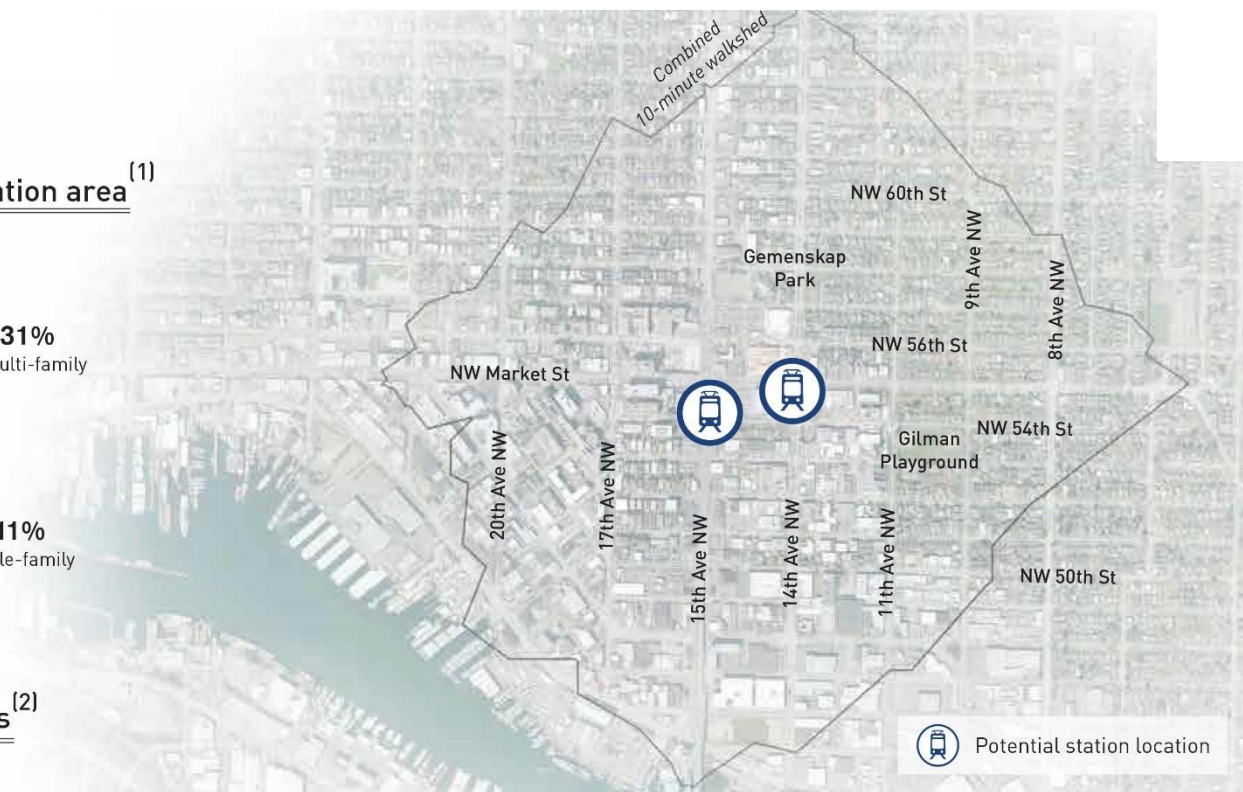 Combined
10-minute walkshed
ation area(1)
NW 60th St
9th Ave NW
Gemenskap
Park
8th Ave NW
31%
ulti-family
NW 56th St
NW Market St
NW 54th St
Gilman
Playground
20th Ave NW
17th Ave NW
15th Ave NW
14th Ave NW
11th Ave NW
11%
le-family
NW 50th St
s(2)
Potential station location